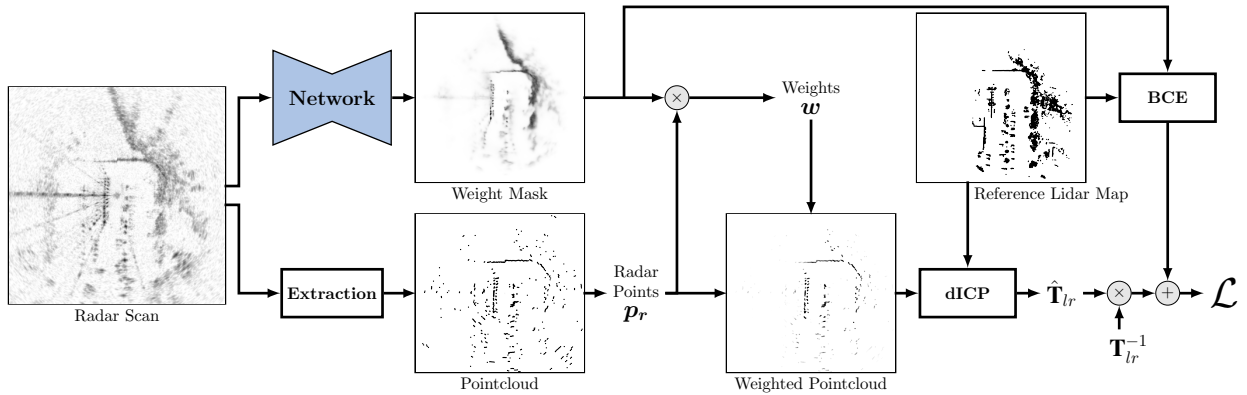 Network
Weight Mask
×
Weights
w
Reference Lidar Map
BCE
Radar Scan
Extraction
Pointcloud
Radar
Points
p_r
Weighted Pointcloud
dICP
T̂_lr
×
+
ℒ
T_lr^{-1}